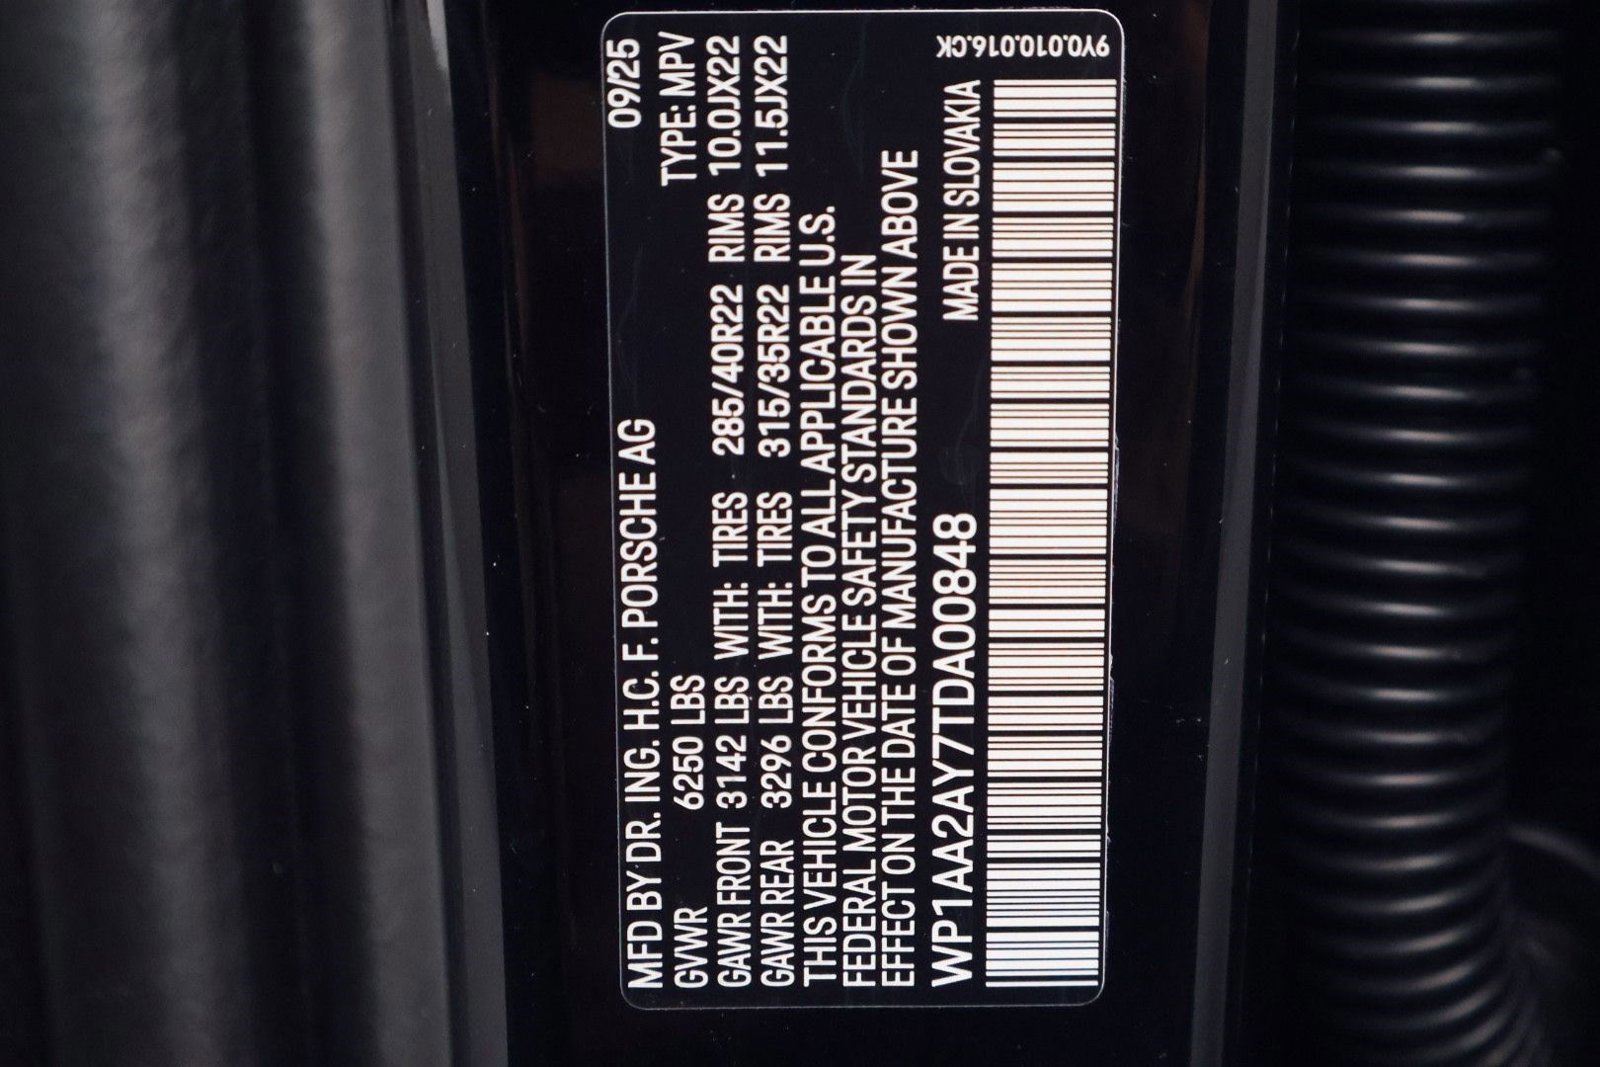 09/25
MFD BY DR. ING. H.C. F. PORSCHE AG
GVWR 6250 LBS TYPE: MPV
GAWR FRONT 3142 LBS WITH: TIRES 285/40R22 RIMS 10.0JX22
GAWR REAR 3296 LBS WITH: TIRES 315/35R22 RIMS 11.5JX22
THIS VEHICLE CONFORMS TO ALL APPLICABLE U.S.
FEDERAL MOTOR VEHICLE SAFETY STANDARDS IN
EFFECT ON THE DATE OF MANUFACTURE SHOWN ABOVE
WP1AA2AY7TDA00848 MADE IN SLOVAKIA
9Y0.010.016.CK